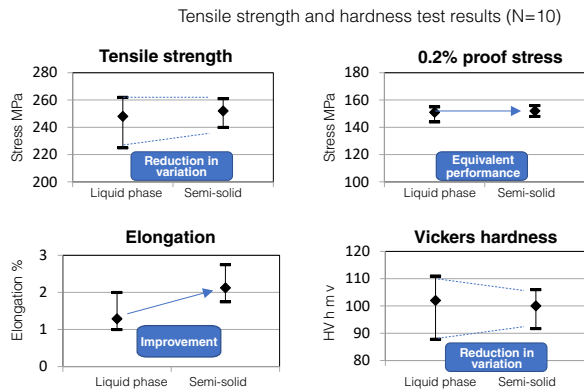 Tensile strength and hardness test results (N=10)
Tensile strength
Stress MPa
280
260
240
220
200
Reduction in
variation
Liquid phase Semi-solid
0.2% proof stress
Stress MPa
180
160
140
120
100
Equivalent
performance
Liquid phase Semi-solid
Elongation
Elongation %
3
2
1
0
Improvement
Liquid phase Semi-solid
Vickers hardness
HV h m v
120
110
100
90
80
Reduction in
variation
Liquid phase Semi-solid